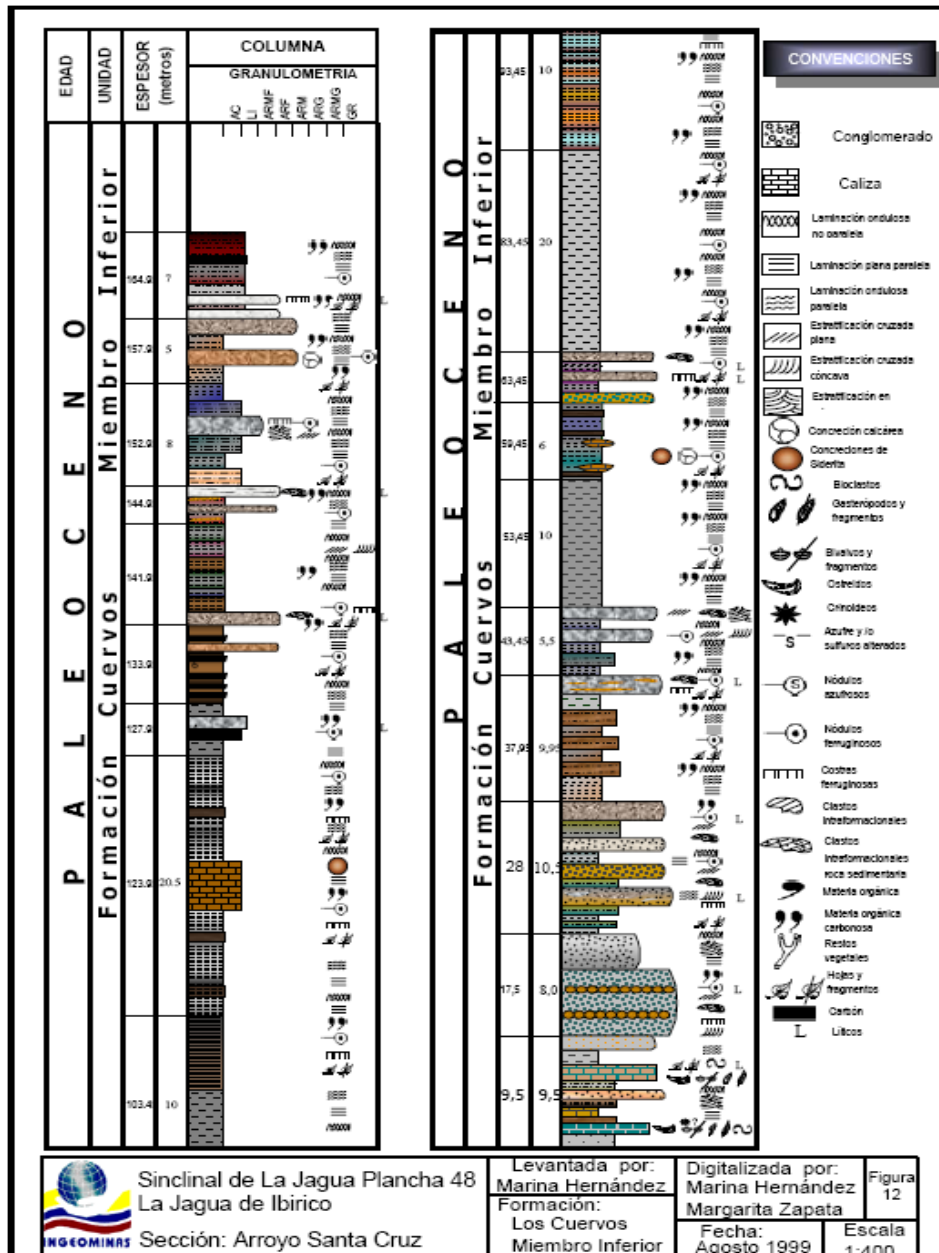 EDAD
UNIDAD
ESPESOR
(metros)
COLUMNA
GRANULOMETRIA
AC
LI
ARMF
ARF
ARM
ARG
ARMG
GR
PALEOCENO
Formación Cuervos Miembro Inferior
164.9 7
157.9 5
152.9 8
144.9
141.9
133.9
127.9
123.9 20.5
103.4 10
L
L
L
L
PALEOCENO
Formación Cuervos Miembro Inferior
93,45 10
83,45 20
63,45
59,45 6
53,45 10
43,45 5,5
37,95 9,95
28 10,5
17,5 8,0
9,5 9,5
L
L
L
L
L
L
L
CONVENCIONES
Conglomerado
Caliza
Laminación ondulosa
no paralela
Laminación plana paralela
Laminación ondulosa
paralela
Estratificación cruzada
plana
Estratificación cruzada
cóncava
Estratificación en
Concreción calcárea
Concreciones de
Siderita
Bioclastos
Gasterópodos y
fragmentos
Bivalvos y
fragmentos
Ostreidos
Crinoideos
S
Azufre y/o
sulfuros alterados
S
Nódulos
azufrosos
Nódulos
ferruginosos
Costras
ferruginosas
Clastos
Intraformacionales
Clastos
Intraformacionales
roca sedimentaria
Materia orgánica
Materia orgánica
carbonosa
Restos
vegetales
Hojas y
fragmentos
Carbón
L Líticos
INGEOMINAS
Sinclinal de La Jagua Plancha 48
La Jagua de Ibirico
Sección: Arroyo Santa Cruz
Levantada por:
Marina Hernández
Formación:
Los Cuervos
Miembro Inferior
Digitalizada por:
Marina Hernández
Margarita Zapata
Fecha:
Agosto 1999
Figura
12
Escala
1:400